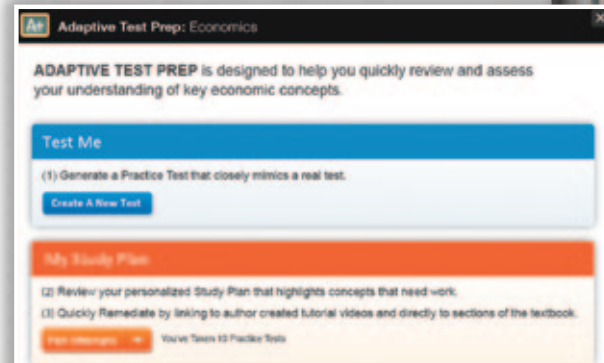 A+ Adaptive Test Prep: Economics
ADAPTIVE TEST PREP is designed to help you quickly review and assess
your understanding of key economic concepts.
Test Me
(1) Generate a Practice Test that closely mimics a real test.
Create A New Test
My Study Plan
(2) Review your personalized Study Plan that highlights concepts that need work.
(3) Quickly Remediate by linking to author created tutorial videos and directly to sections of the textbook.
You've Taken 10 Practice Tests